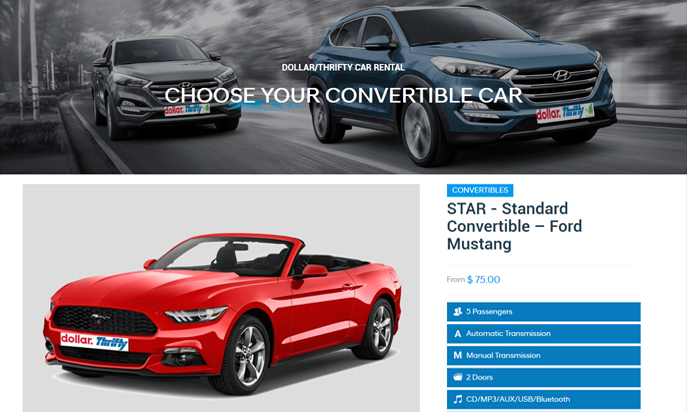 DOLLAR/THRIFTY CAR RENTAL
CHOOSE YOUR CONVERTIBLE CAR
dollar. Thrifty
dollar. Thrifty
CONVERTIBLES
STAR - Standard
Convertible – Ford
Mustang
From $ 75.00
5 Passengers
A Automatic Transmission
M Manual Transmission
2 Doors
CD/MP3/AUX/USB/Bluetooth
dollar. Thrifty